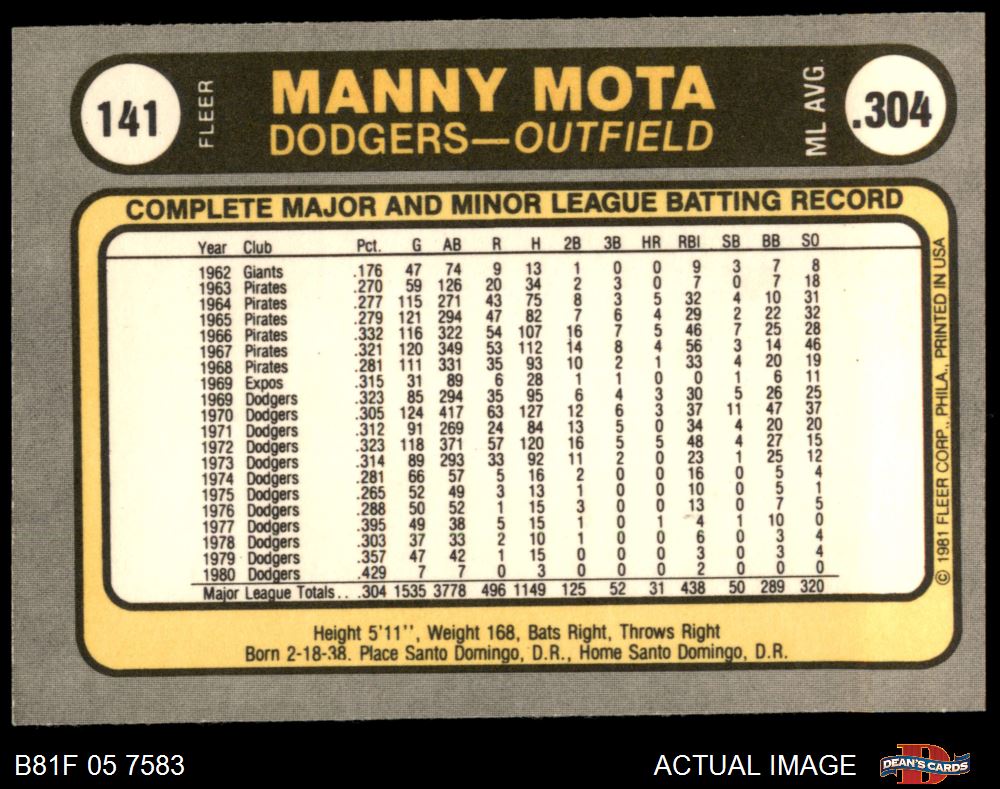 141 FLEER MANNY MOTA ML AVG. .304
DODGERS—OUTFIELD
COMPLETE MAJOR AND MINOR LEAGUE BATTING RECORD
Year Club Pct. G AB R H 2B 3B HR RBI SB BB SO
1962 Giants .176 47 74 9 13 1 0 0 9 3 7 8
1963 Pirates .270 59 126 20 34 2 3 0 7 0 7 18
1964 Pirates .277 115 271 43 75 8 3 5 32 4 10 31
1965 Pirates .279 121 294 47 82 7 6 4 29 2 22 32
1966 Pirates .332 116 322 54 107 16 7 5 46 7 25 28
1967 Pirates .321 120 349 53 112 14 8 4 56 3 14 46
1968 Pirates .281 111 331 35 93 10 2 1 33 4 20 19
1969 Expos .315 31 89 6 28 1 1 0 0 1 6 11
1969 Dodgers .323 85 294 35 95 6 4 3 30 5 26 25
1970 Dodgers .305 124 417 63 127 12 6 3 37 11 47 37
1971 Dodgers .312 91 269 24 84 13 5 0 34 4 20 20
1972 Dodgers .323 118 371 57 120 16 5 5 48 4 27 15
1973 Dodgers .314 89 293 33 92 11 2 0 23 1 25 12
1974 Dodgers .281 66 57 5 16 2 0 0 16 0 5 4
1975 Dodgers .265 52 49 3 13 1 0 0 10 0 5 1
1976 Dodgers .288 50 52 1 15 3 0 0 13 0 7 5
1977 Dodgers .395 49 38 5 15 1 0 1 4 1 10 0
1978 Dodgers .303 37 33 2 10 1 0 0 6 0 3 4
1979 Dodgers .357 47 42 1 15 0 0 0 3 0 3 4
1980 Dodgers .429 7 7 0 3 0 0 0 2 0 0 0
Major League Totals . . .304 1535 3778 496 1149 125 52 31 438 50 289 320
Height 5'11'', Weight 168, Bats Right, Throws Right
Born 2-18-38. Place Santo Domingo, D.R., Home Santo Domingo, D.R.
© 1981 FLEER CORP., PHILA., PRINTED IN USA
B81F 05 7583 ACTUAL IMAGE DEAN'S CARDS